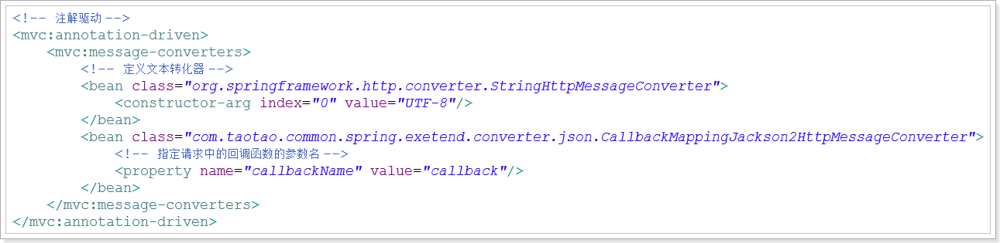 <!-- 注解驱动 -->
<mvc:annotation-driven>
    <mvc:message-converters>
        <!-- 定义文本转化器 -->
        <bean class="org.springframework.http.converter.StringHttpMessageConverter">
            <constructor-arg index="0" value="UTF-8"/>
        </bean>
        <bean class="com.taotao.common.spring.exetend.converter.json.CallbackMappingJackson2HttpMessageConverter">
            <!-- 指定请求中的回调函数的参数名 -->
            <property name="callbackName" value="callback"/>
        </bean>
    </mvc:message-converters>
</mvc:annotation-driven>